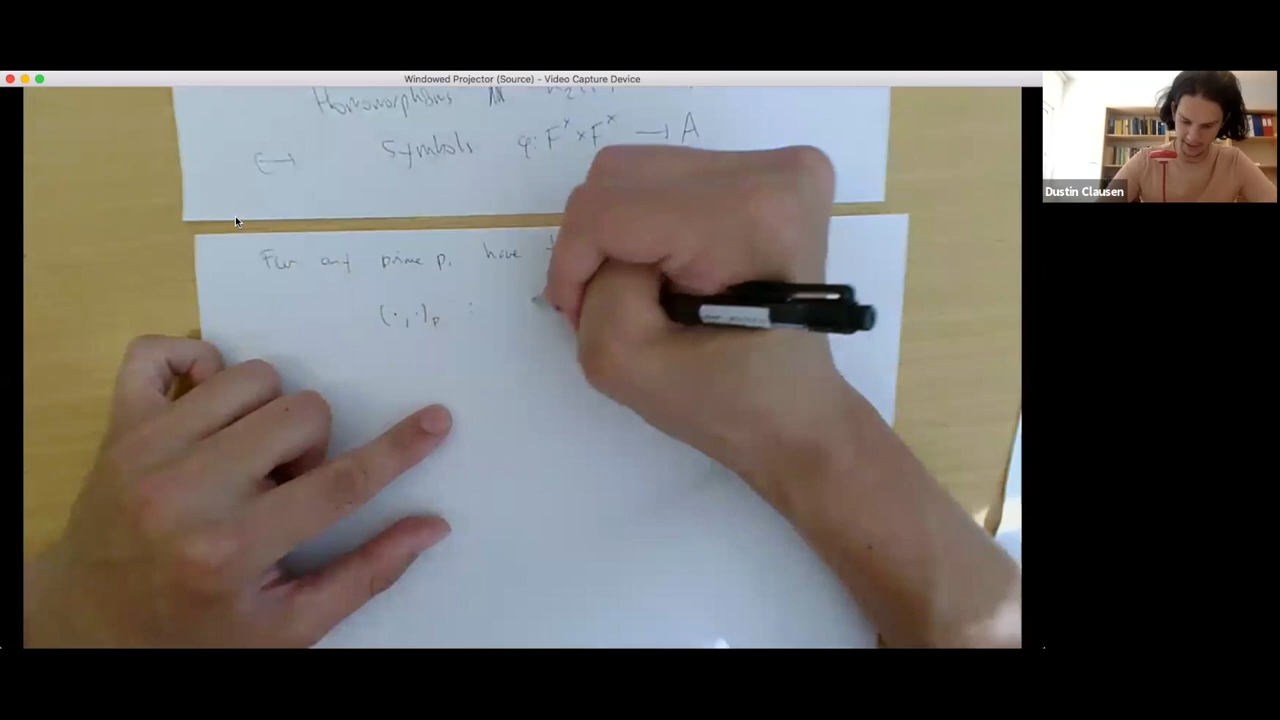 Windowed Projector (Source) - Video Capture Device
Homomorphisms
↔ Symbols φ: F^× × F^× → A
Dustin Clausen
For any prime p, have
(·,·)_p :